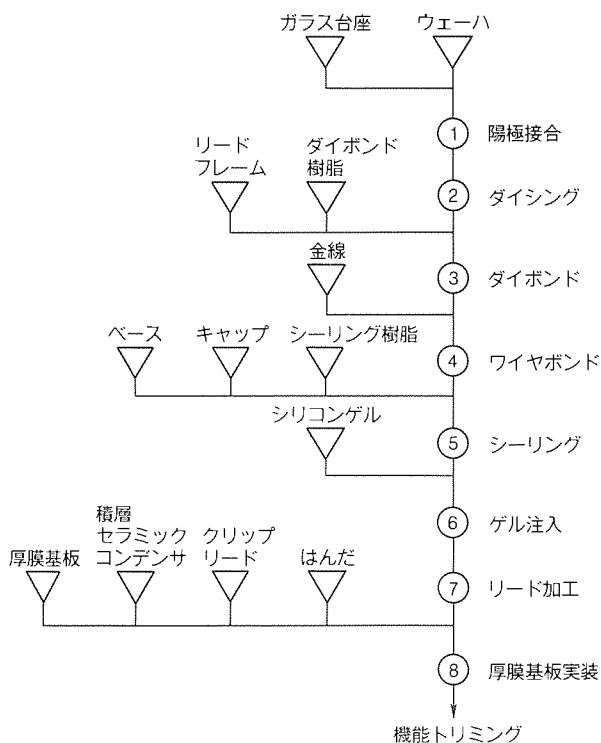 ガラス台座
ウェーハ
① 陽極接合
リード
フレーム
ダイボンド
樹脂
② ダイシング
金線
③ ダイボンド
ベース
キャップ
シーリング樹脂
④ ワイヤボンド
シリコンゲル
⑤ シーリング
⑥ ゲル注入
厚膜基板
積層
セラミック
コンデンサ
クリップ
リード
はんだ
⑦ リード加工
⑧ 厚膜基板実装
機能トリミング